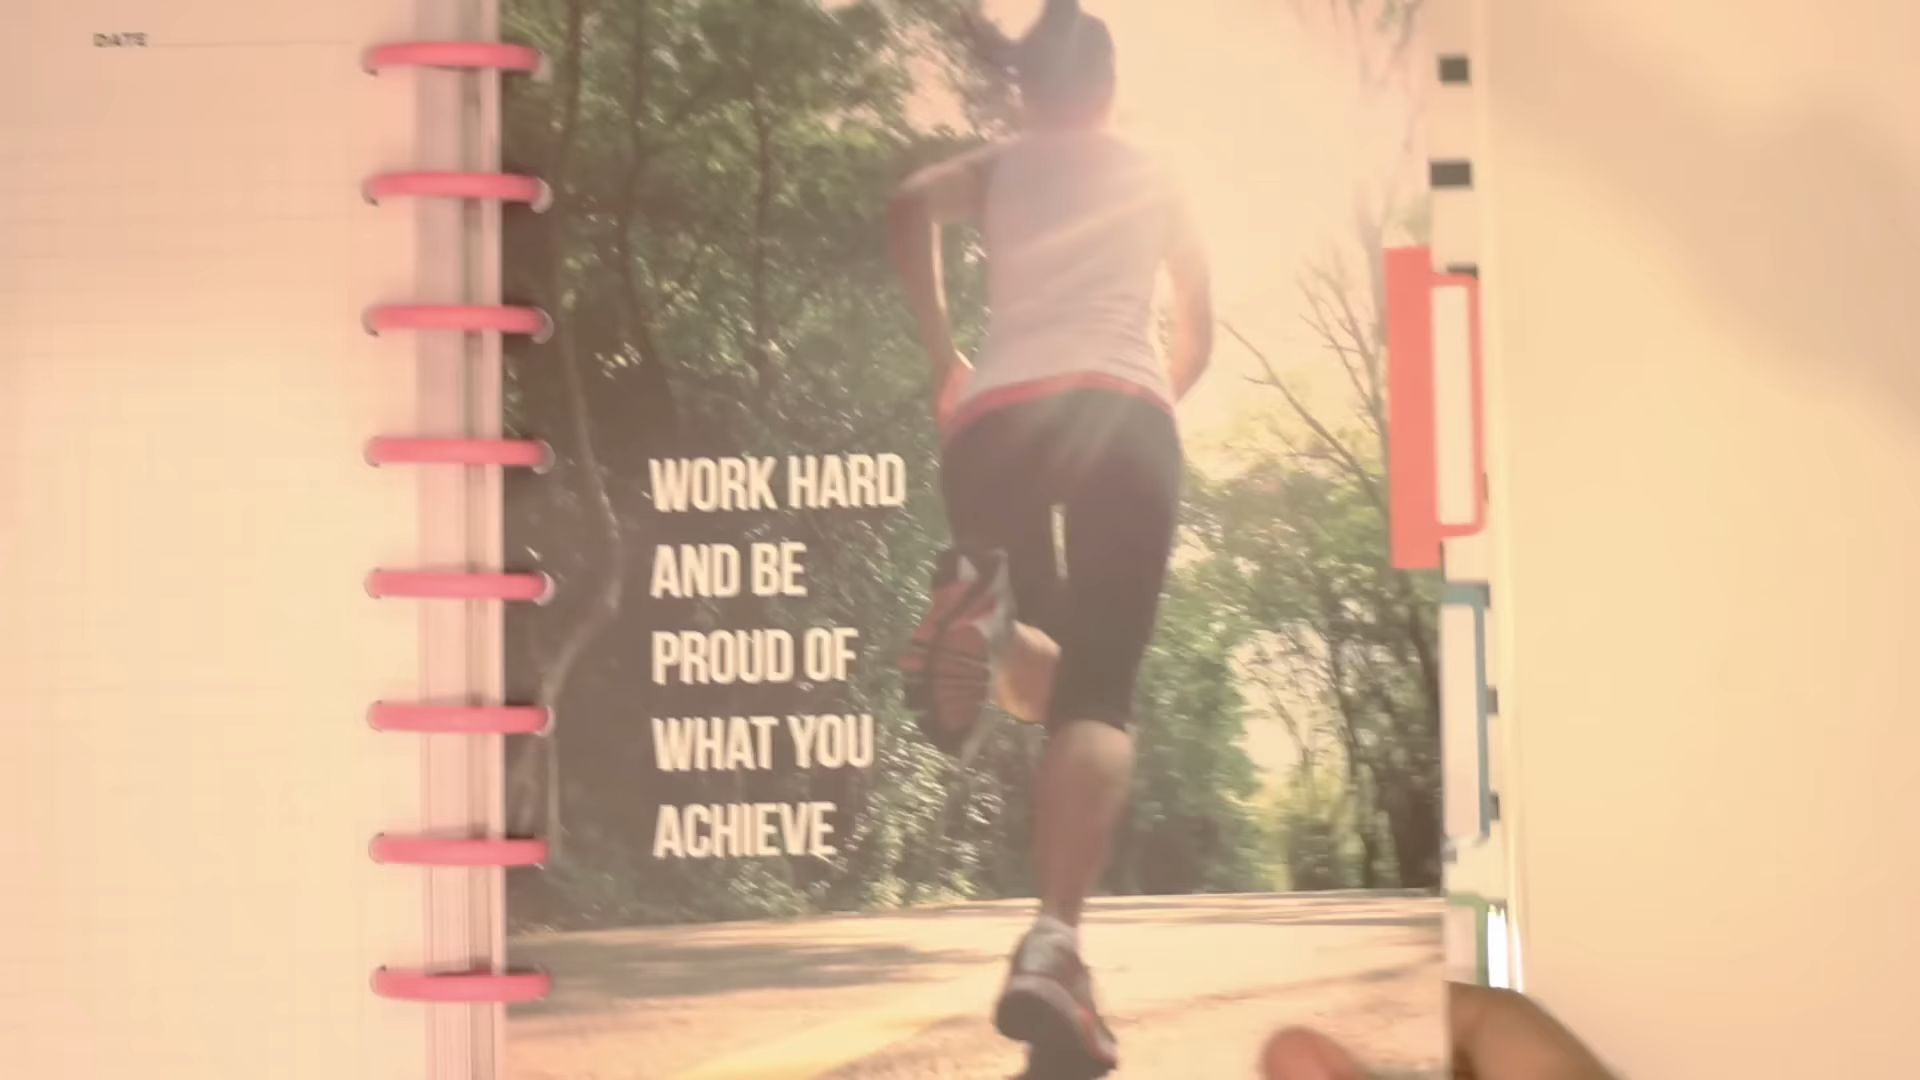 DATE
WORK HARD
AND BE
PROUD OF
WHAT YOU
ACHIEVE